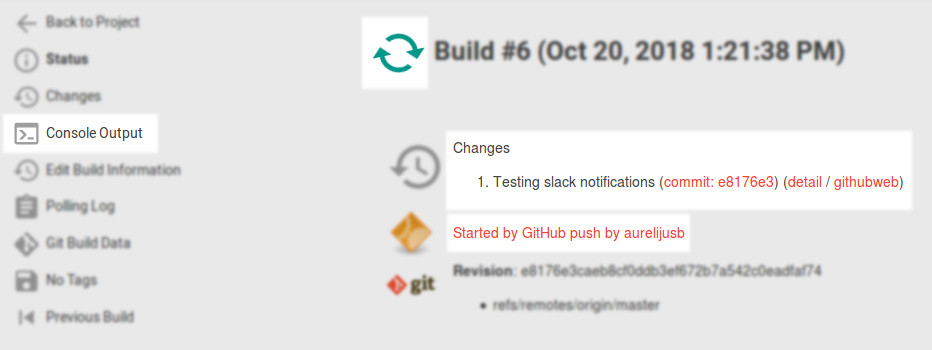 Back to Project
Status
Changes
Console Output
Edit Build Information
Polling Log
Git Build Data
No Tags
Previous Build
Build #6 (Oct 20, 2018 1:21:38 PM)
Changes
1. Testing slack notifications (commit: e8176e3) (detail / githubweb)
Started by GitHub push by aurelijusb
git
Revision: e8176e3caeb8cf0ddb3ef672b7a542c0eadfaf74
refs/remotes/origin/master